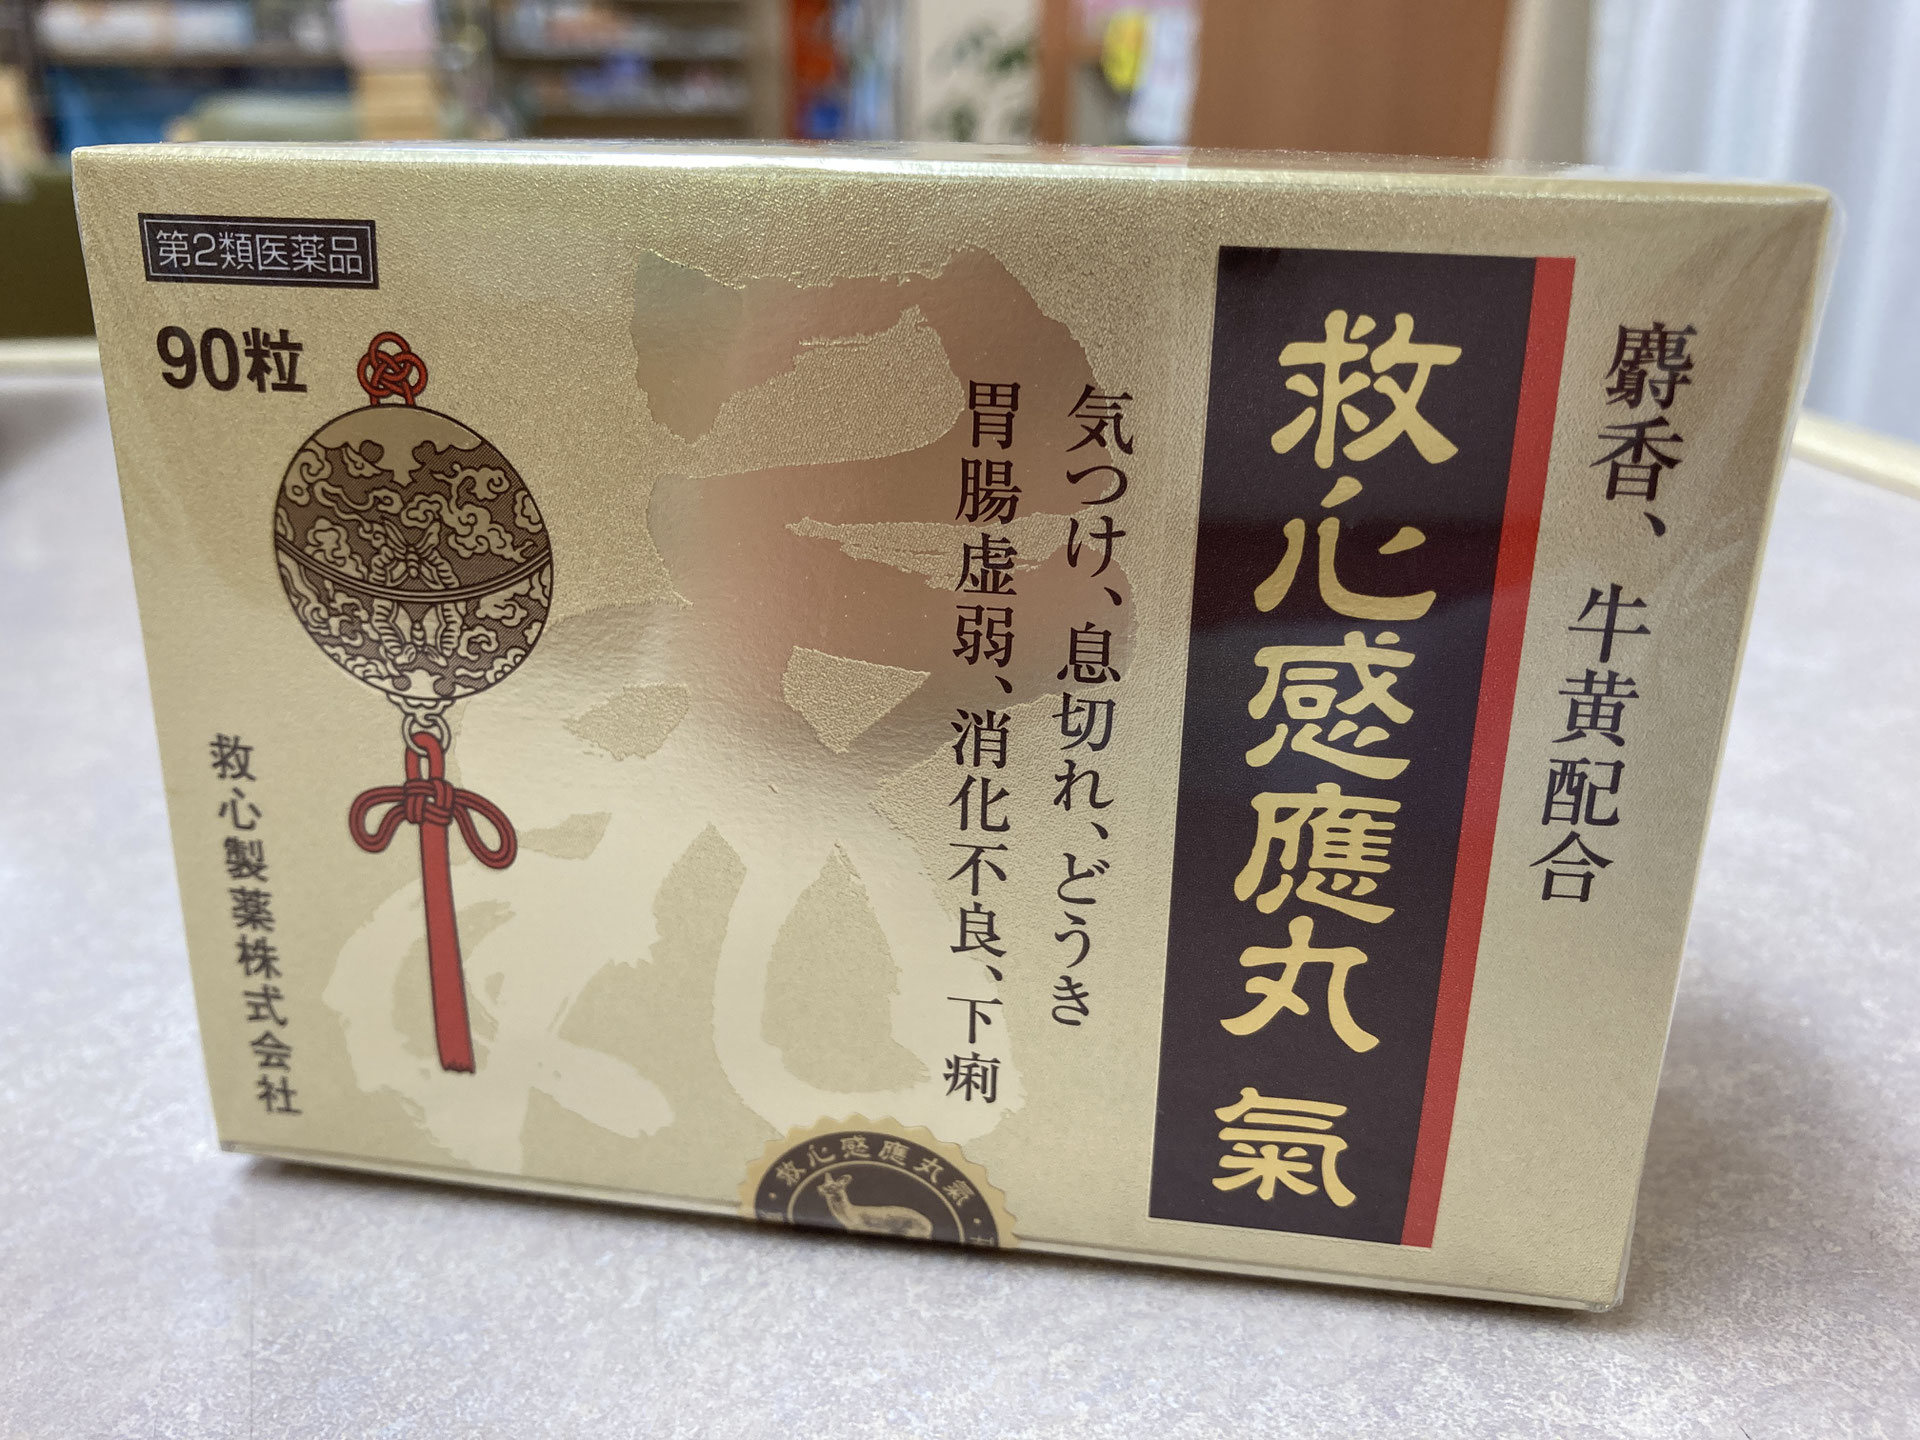 麝香、牛黄配合
救心感應丸 氣
気つけ、息切れ、どうき
胃腸虚弱、消化不良、下痢
第2類医薬品
90粒
救心製薬株式会社
救心感應丸氣